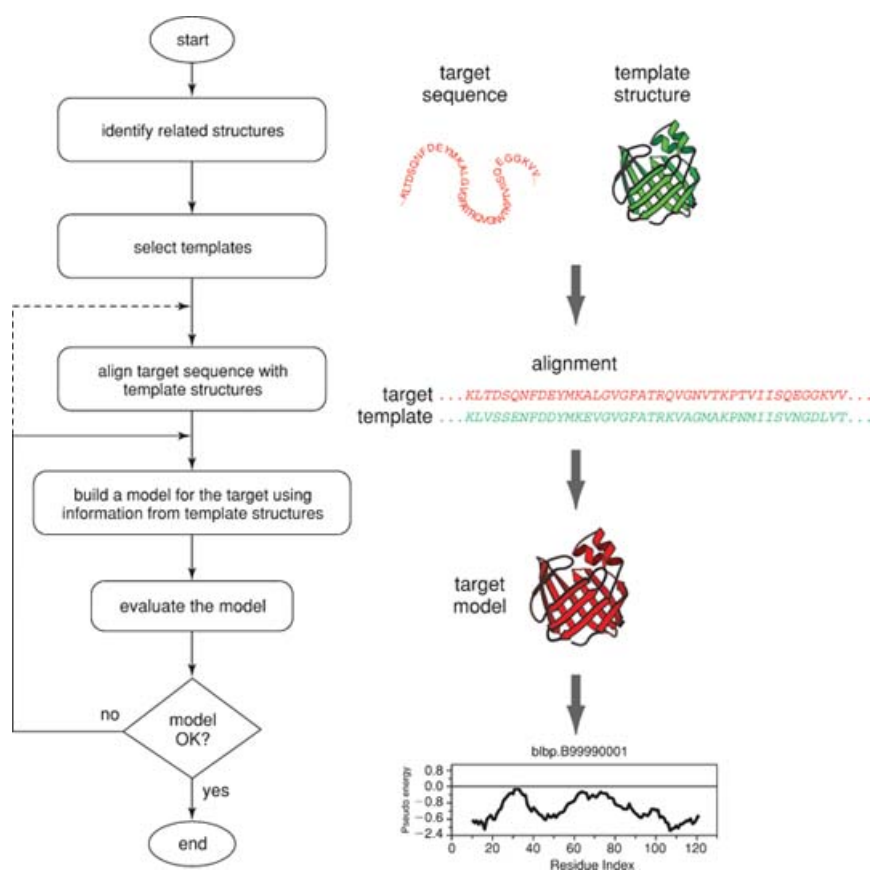 start
identify related structures
select templates
align target sequence with
template structures
build a model for the target using
information from template structures
evaluate the model
no
model
OK?
yes
end
target
sequence
template
structure
alignment
target ...KLTDSQNFDEYMKALGVGFATRQVGNVTKPTVIISQEGGKVV...
template ...KLVSSENFDDYMKEVGVGFATRKVAGMAKPNMIISVNGDLVT...
target
model
blbp.B99990001
Pseudo energy
0.8
0.0
−0.8
−0.6
−2.4
0 20 40 60 80 100 120
Residue Index